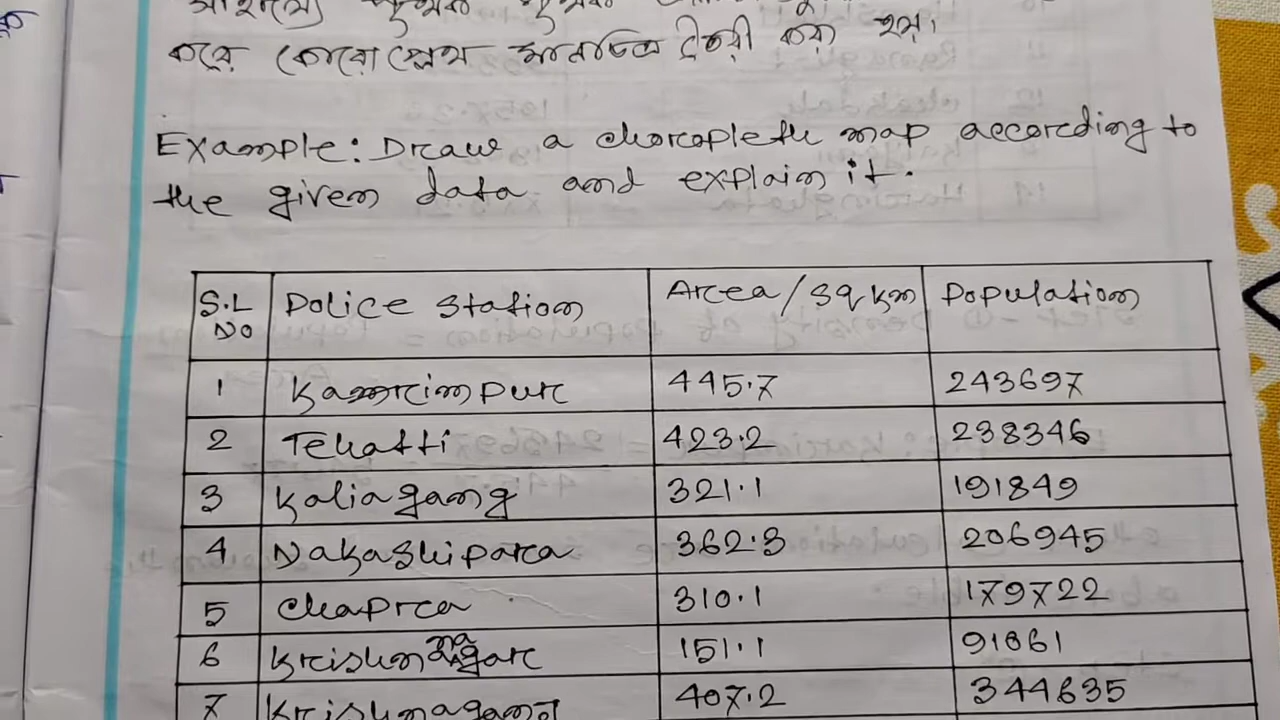 করে কোরোপ্লেথ মানচিত্র তৈরী করা হয়।
Example: Draw a choropleth map according to
the given data and explain it.
S.L No Police Station Area/sq km Population
1 Karimpur 445.7 243697
2 Tehatti 423.2 238346
3 Kaliagang 321.1 191849
4 Nakashipara 362.3 206945
5 Chapra 310.1 179722
6 Krishnanagar 151.1 91861
7 Krishnagang 407.2 344635